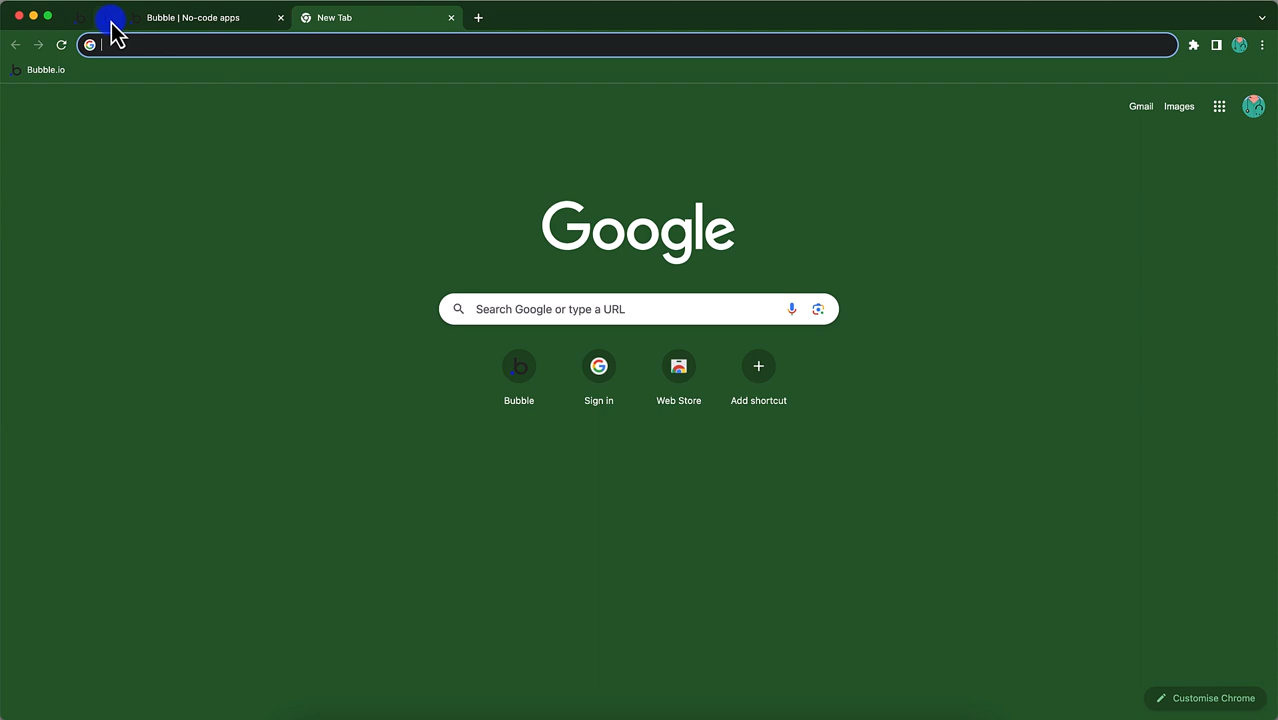 Bubble | No-code apps
New Tab
Bubble.io
Gmail
Images
Google
Search Google or type a URL
Bubble
Sign in
Web Store
Add shortcut
Customise Chrome